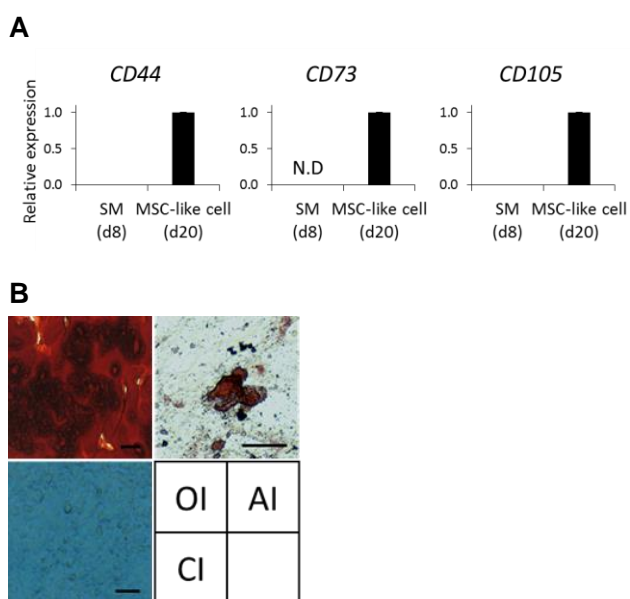 A
CD44 CD73 CD105
Relative expression
1.0 1.0 1.0
0.5 0.5 0.5
N.D
0.0 0.0 0.0
SM MSC-like cell SM MSC-like cell SM MSC-like cell
(d8) (d20) (d8) (d20) (d8) (d20)
B
OI AI
CI